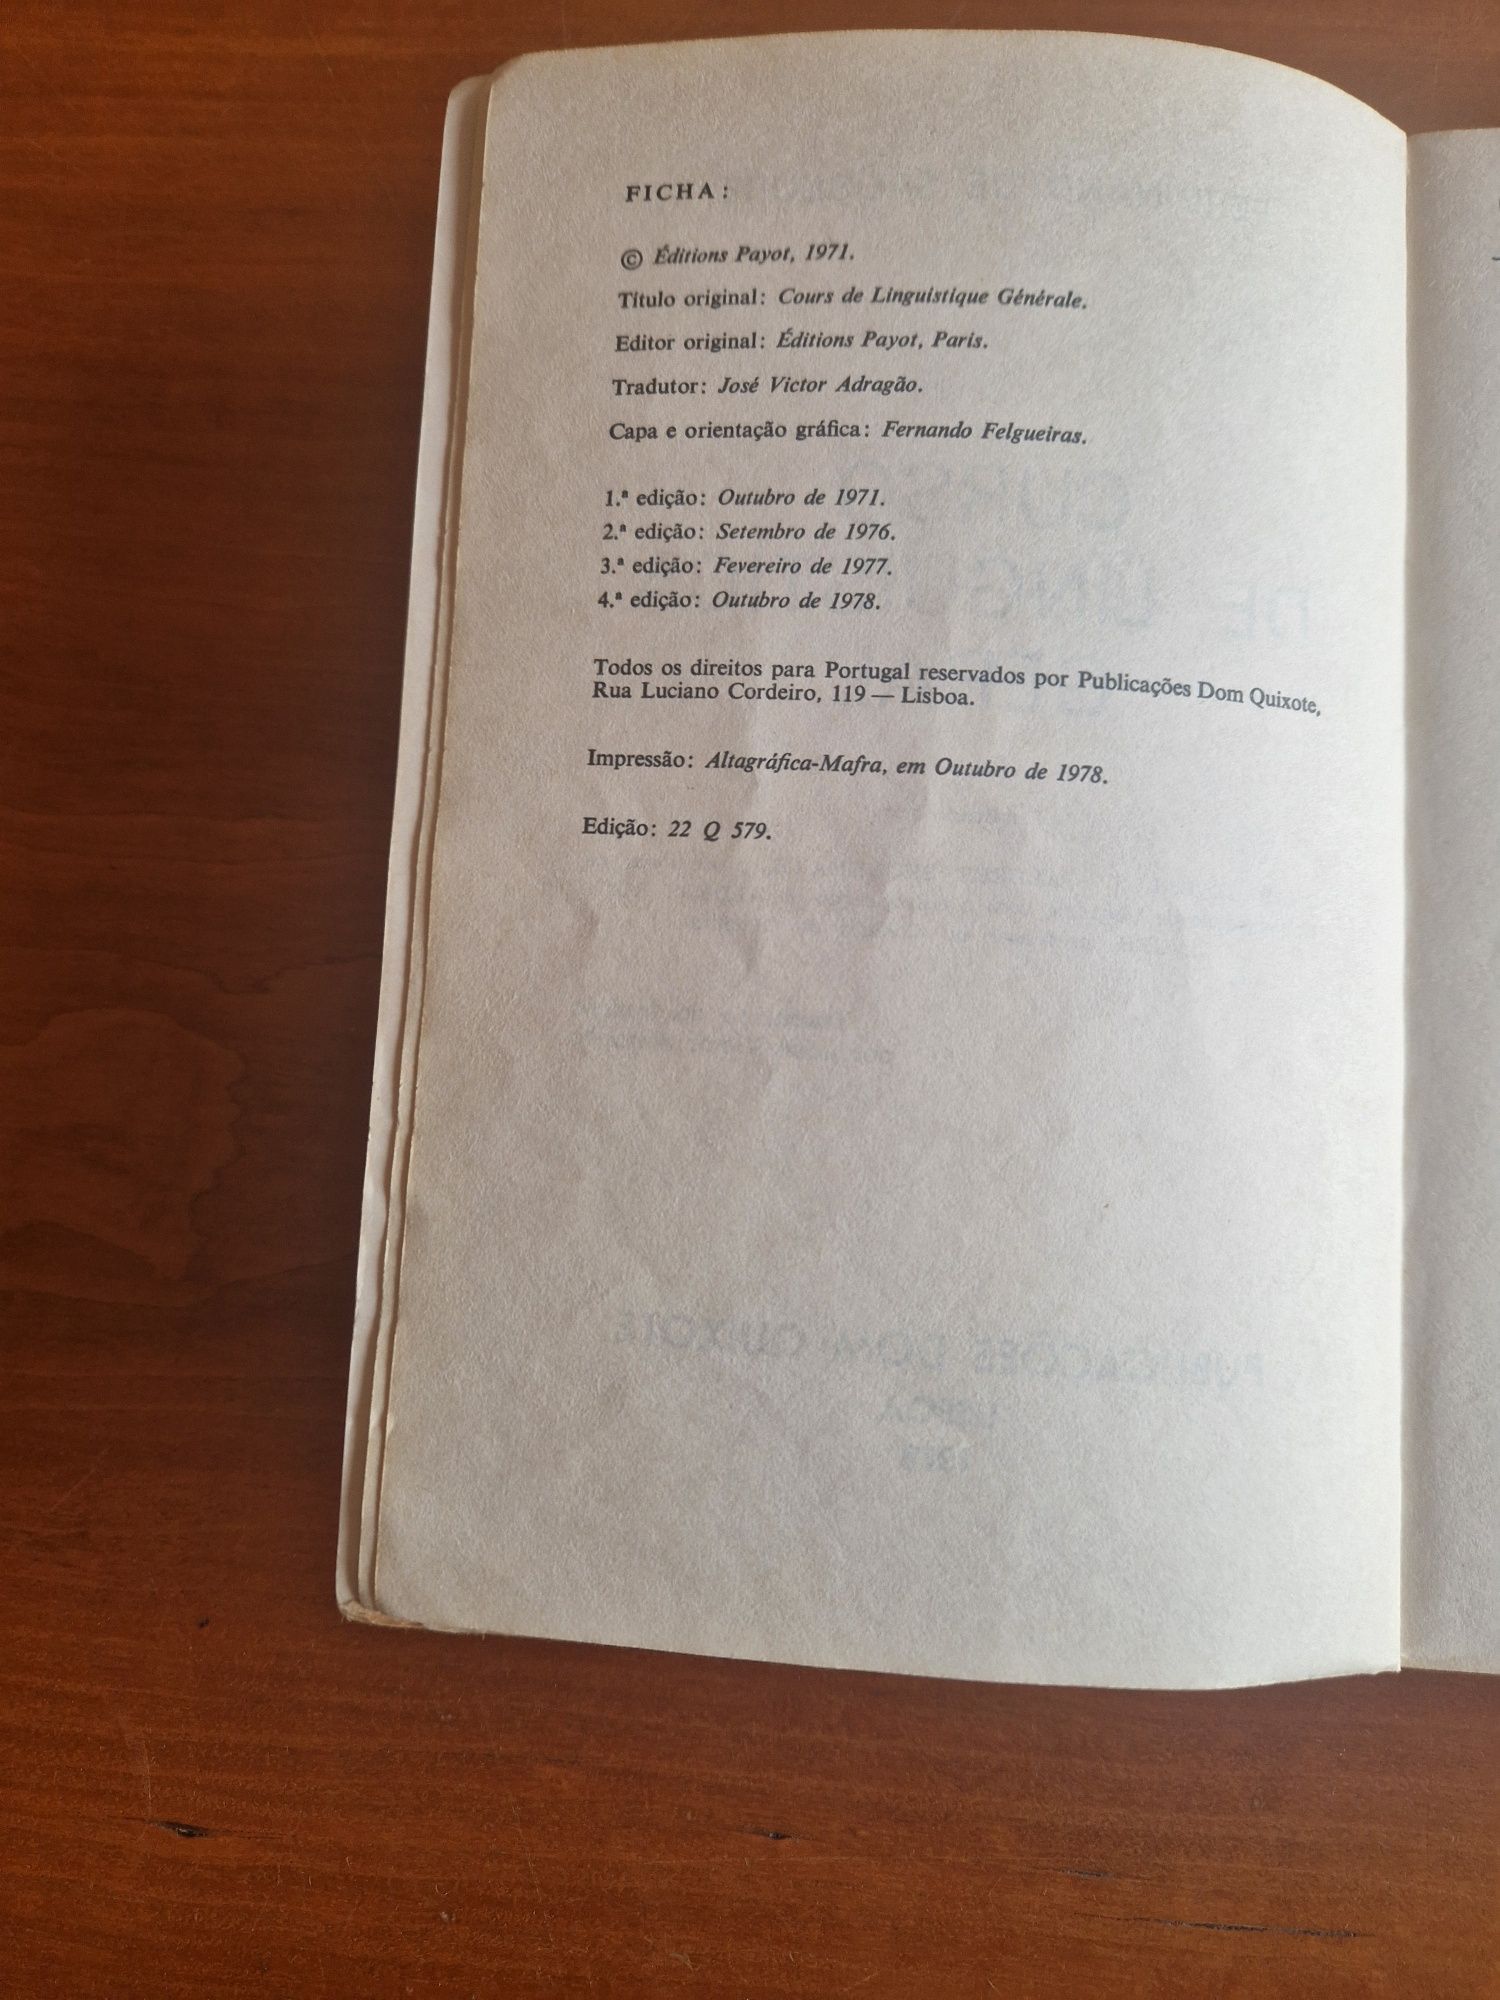 FICHA:
© Éditions Payot, 1971.
Título original: Cours de Linguistique Générale.
Editor original: Éditions Payot, Paris.
Tradutor: José Victor Adragão.
Capa e orientação gráfica: Fernando Felgueiras.
1.ª edição: Outubro de 1971.
2.ª edição: Setembro de 1976.
3.ª edição: Fevereiro de 1977.
4.ª edição: Outubro de 1978.
Todos os direitos para Portugal reservados por Publicações Dom Quixote,
Rua Luciano Cordeiro, 119 — Lisboa.
Impressão: Altagráfica-Mafra, em Outubro de 1978.
Edição: 22 Q 579.